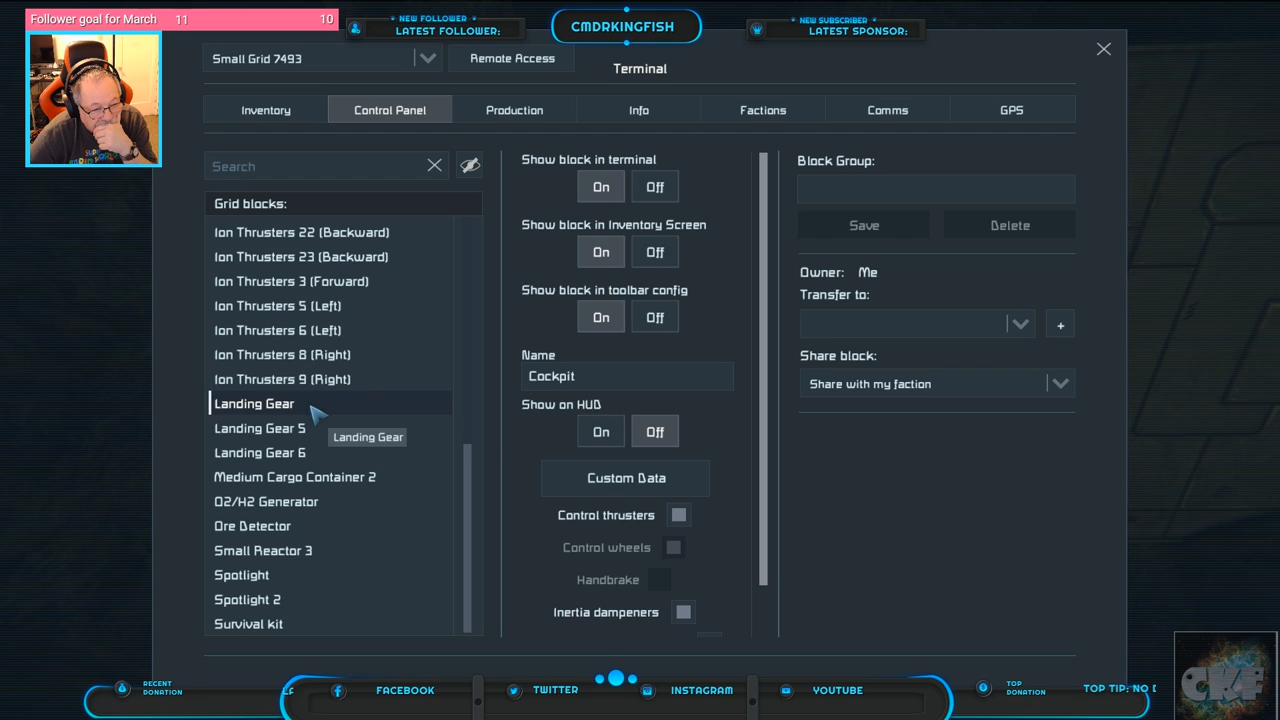 Follower goal for March 11 10
NEW FOLLOWER
LATEST FOLLOWER:
CMDRKINGFISH
NEW SUBSCRIBER
LATEST SPONSOR:
Small Grid 7493
Remote Access
Terminal
Inventory
Control Panel
Production
Info
Factions
Comms
GPS
Search
Grid blocks:
Ion Thrusters 22 (Backward)
Ion Thrusters 23 (Backward)
Ion Thrusters 3 (Forward)
Ion Thrusters 5 (Left)
Ion Thrusters 6 (Left)
Ion Thrusters 8 (Right)
Ion Thrusters 9 (Right)
Landing Gear
Landing Gear 5
Landing Gear
Landing Gear 6
Medium Cargo Container 2
O2/H2 Generator
Ore Detector
Small Reactor 3
Spotlight
Spotlight 2
Survival kit
Show block in terminal
On Off
Show block in Inventory Screen
On Off
Show block in toolbar config
On Off
Name
Cockpit
Show on HUD
On Off
Custom Data
Control thrusters
Control wheels
Handbrake
Inertia dampeners
Block Group:
Save Delete
Owner: Me
Transfer to:
+
Share block:
Share with my faction
RECENT
DONATION
LA
FACEBOOK
TWITTER
INSTAGRAM
YOUTUBE
TOP
DONATION
TOP TIP: NO D
CKF